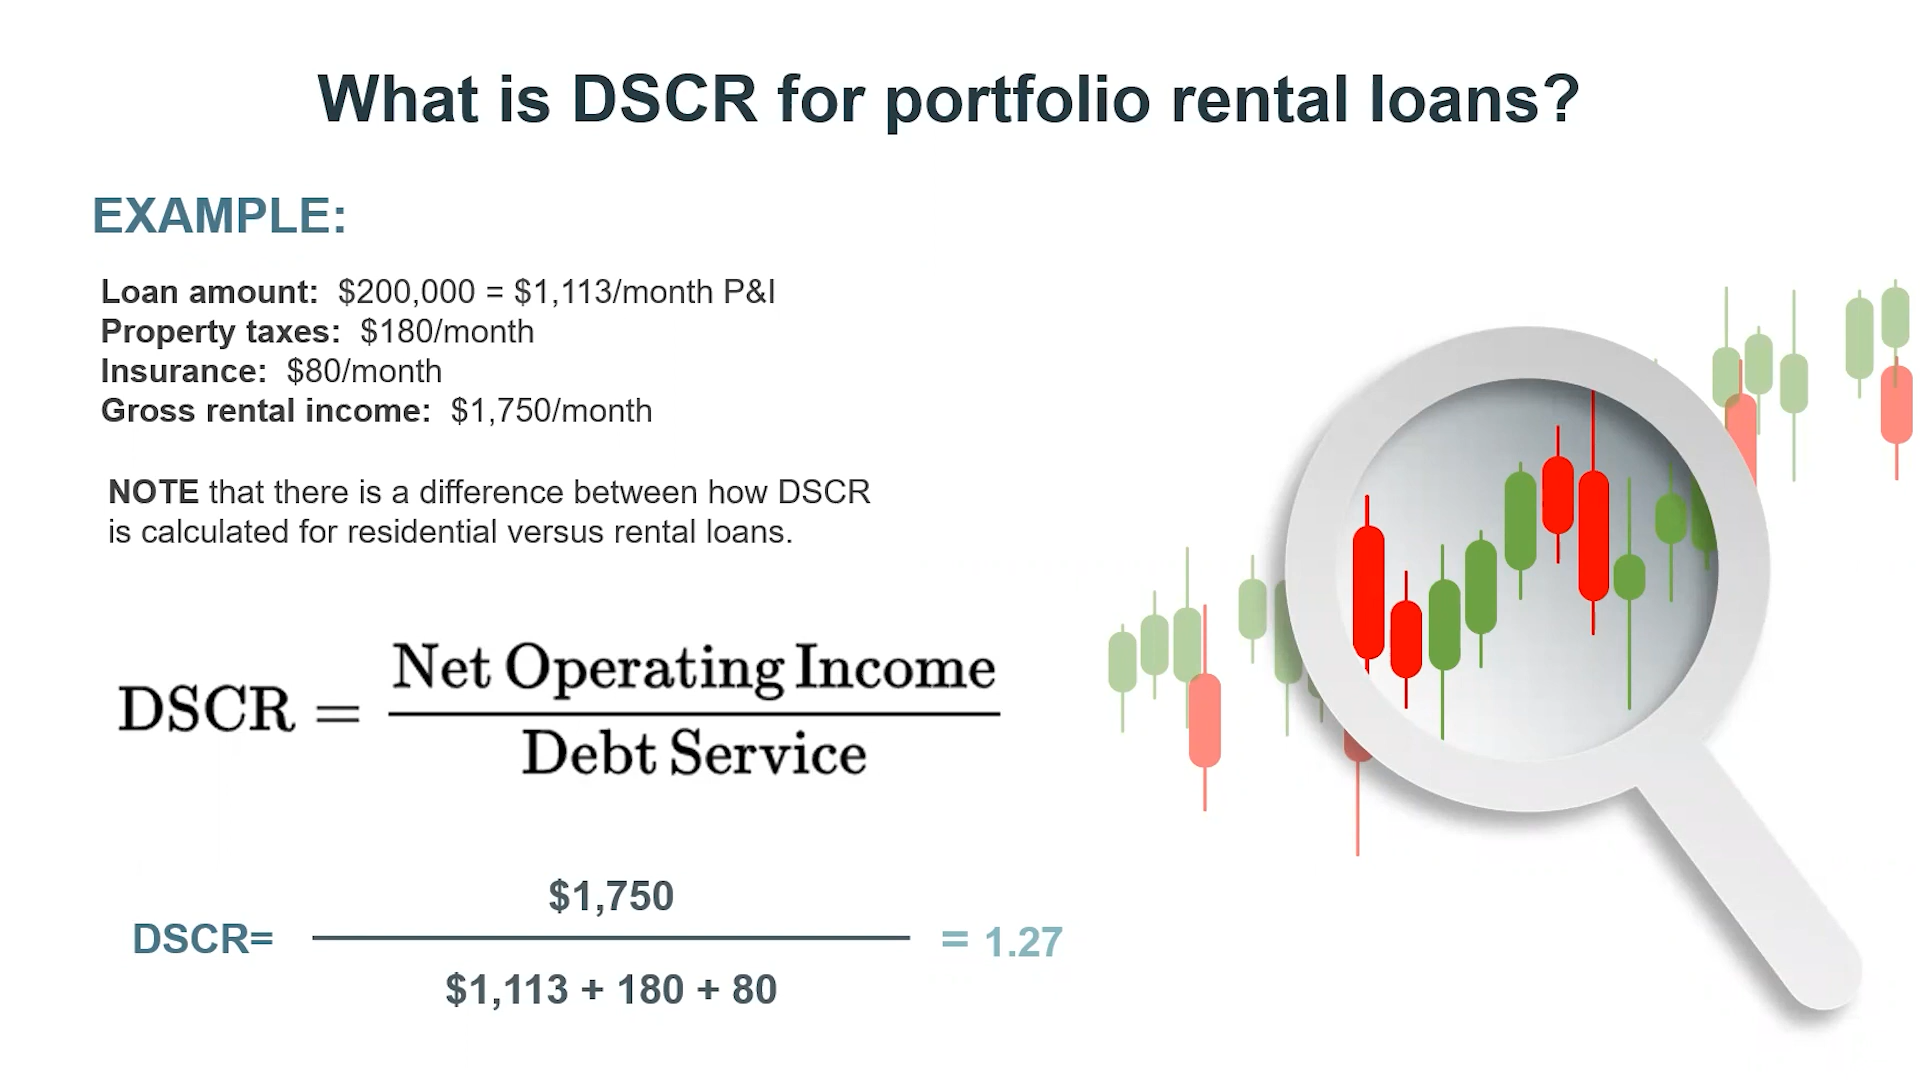 What is DSCR for portfolio rental loans?
EXAMPLE:
Loan amount: $200,000 = $1,113/month P&I
Property taxes: $180/month
Insurance: $80/month
Gross rental income: $1,750/month
NOTE that there is a difference between how DSCR
is calculated for residential versus rental loans.
Net Operating Income
DSCR =
Debt Service
$1,750
DSCR= = 1.27
$1,113 + 180 + 80